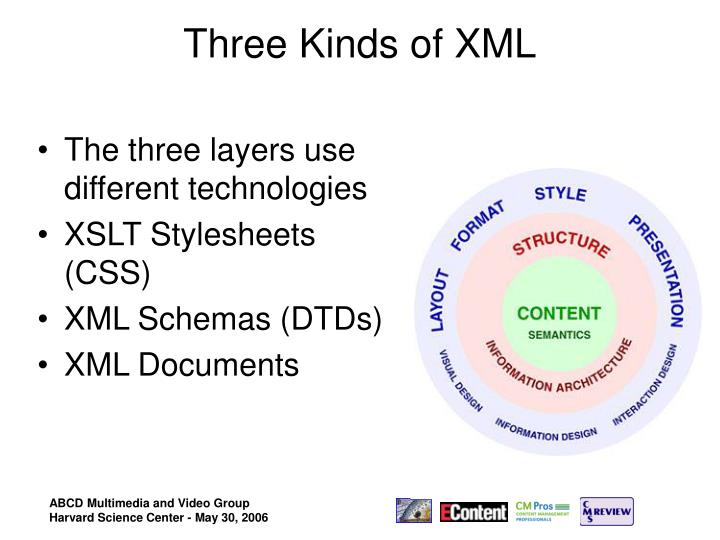 Three Kinds of XML
• The three layers use
different technologies
• XSLT Stylesheets
(CSS)
• XML Schemas (DTDs)
• XML Documents
LAYOUT FORMAT STYLE PRESENTATION
STRUCTURE
CONTENT
SEMANTICS
INFORMATION ARCHITECTURE
VISUAL DESIGN INFORMATION DESIGN INTERACTION DESIGN
ABCD Multimedia and Video Group
Harvard Science Center - May 30, 2006
EContent
CM Pros
CONTENT MANAGEMENT
PROFESSIONALS
CMS REVIEW